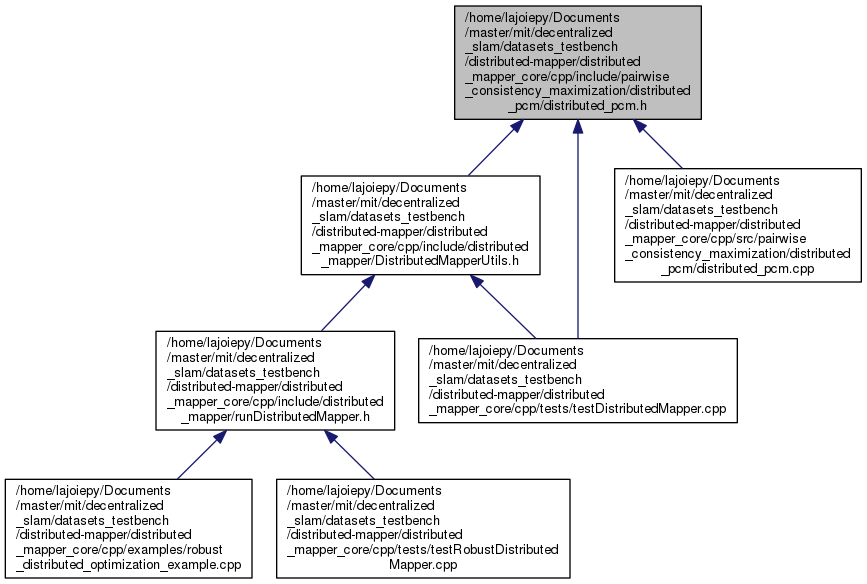 /home/lajoiepy/Documents
/master/mit/decentralized
_slam/datasets_testbench
/distributed-mapper/distributed
_mapper_core/cpp/include/pairwise
_consistency_maximization/distributed
_pcm/distributed_pcm.h
/home/lajoiepy/Documents
/master/mit/decentralized
_slam/datasets_testbench
/distributed-mapper/distributed
_mapper_core/cpp/include/distributed
_mapper/DistributedMapperUtils.h
/home/lajoiepy/Documents
/master/mit/decentralized
_slam/datasets_testbench
/distributed-mapper/distributed
_mapper_core/cpp/src/pairwise
_consistency_maximization/distributed
_pcm/distributed_pcm.cpp
/home/lajoiepy/Documents
/master/mit/decentralized
_slam/datasets_testbench
/distributed-mapper/distributed
_mapper_core/cpp/include/distributed
_mapper/runDistributedMapper.h
/home/lajoiepy/Documents
/master/mit/decentralized
_slam/datasets_testbench
/distributed-mapper/distributed
_mapper_core/cpp/tests/testDistributedMapper.cpp
/home/lajoiepy/Documents
/master/mit/decentralized
_slam/datasets_testbench
/distributed-mapper/distributed
_mapper_core/cpp/examples/robust
_distributed_optimization_example.cpp
/home/lajoiepy/Documents
/master/mit/decentralized
_slam/datasets_testbench
/distributed-mapper/distributed
_mapper_core/cpp/tests/testRobustDistributed
Mapper.cpp